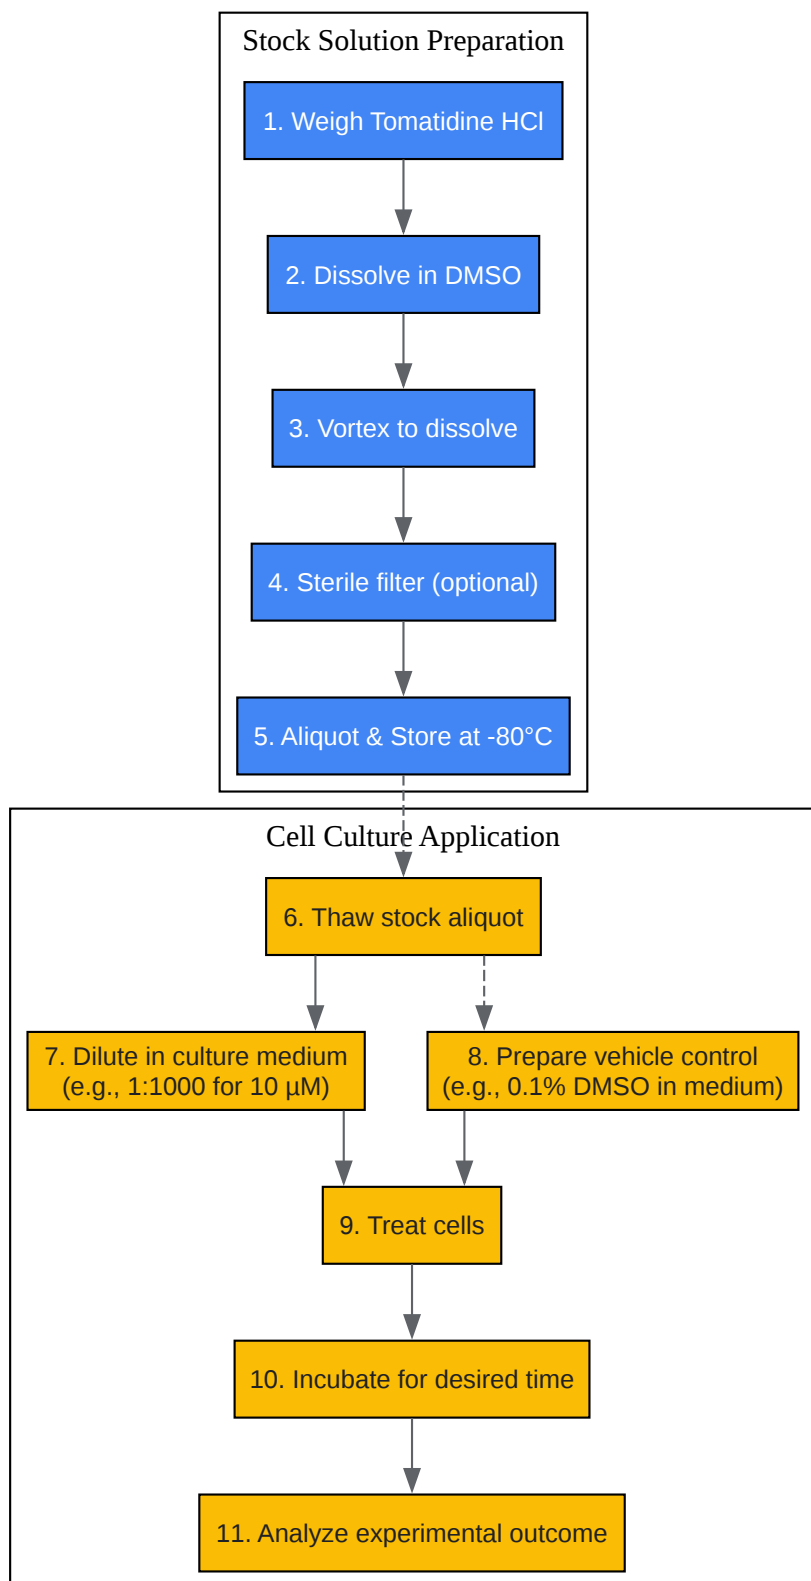 Stock Solution Preparation
1. Weigh Tomatidine HCl
2. Dissolve in DMSO
3. Vortex to dissolve
4. Sterile filter (optional)
5. Aliquot & Store at -80°C
Cell Culture Application
6. Thaw stock aliquot
7. Dilute in culture medium
(e.g., 1:1000 for 10 µM)
8. Prepare vehicle control
(e.g., 0.1% DMSO in medium)
9. Treat cells
10. Incubate for desired time
11. Analyze experimental outcome